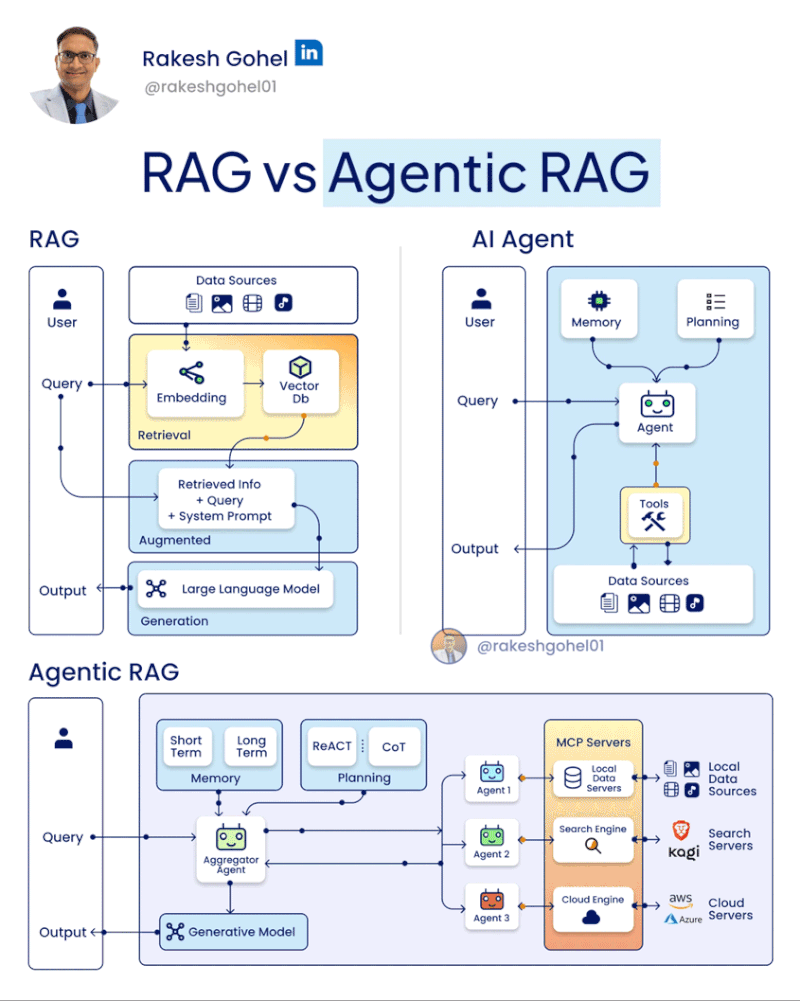 Rakesh Gohel in
@rakeshgohel01
RAG vs Agentic RAG
RAG
User
Query
Output
Data Sources
Embedding
Vector
Db
Retrieval
Retrieved Info
+ Query
+ System Prompt
Augmented
Large Language Model
Generation
AI Agent
User
Query
Output
Memory
Planning
Agent
Tools
Data Sources
@rakeshgohel01
Agentic RAG
Query
Output
Short
Term
Long
Term
Memory
ReACT
CoT
Planning
Aggregator
Agent
Generative Model
Agent 1
Agent 2
Agent 3
MCP Servers
Local
Data
Servers
Search Engine
Cloud Engine
Local
Data
Sources
kagi
Search
Servers
aws
Azure
Cloud
Servers